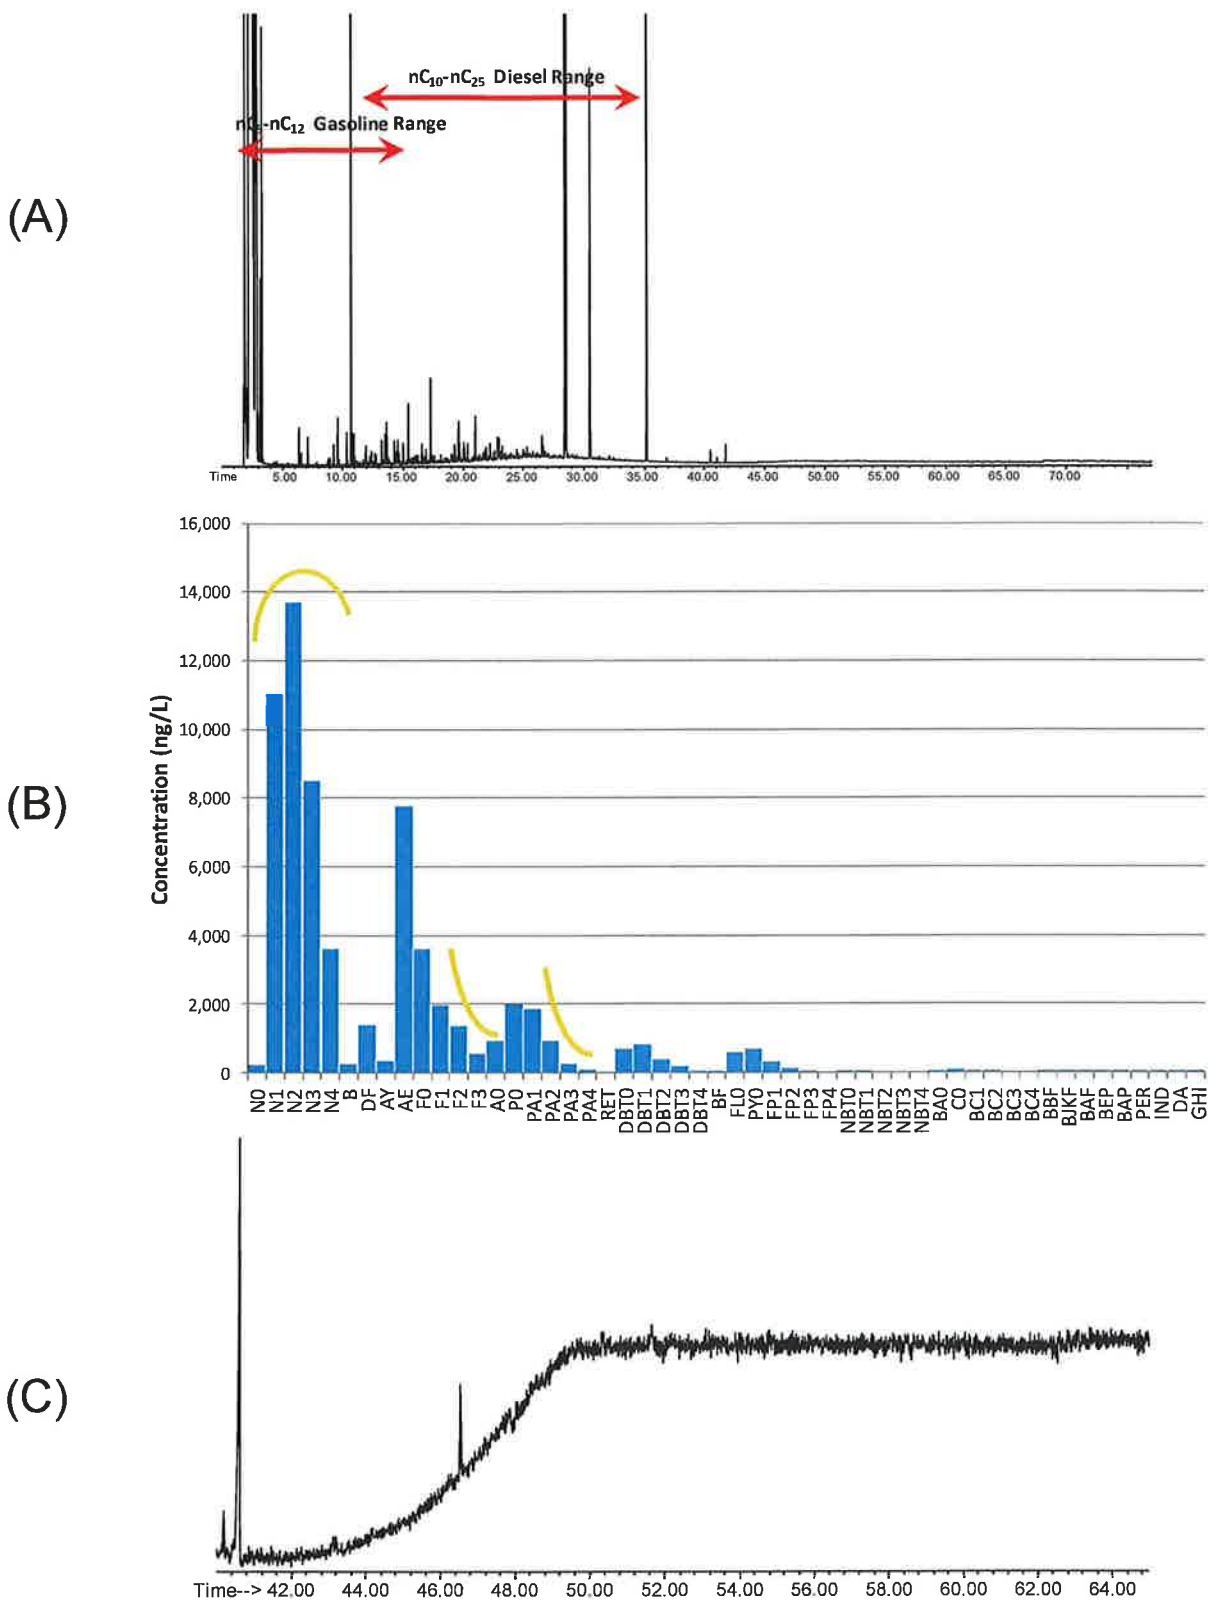 (A)
nC₁₀-nC₂₅ Diesel Range
-nC₁₂ Gasoline Range
Time 5.00 10.00 15.00 20.00 25.00 30.00 35.00 40.00 45.00 50.00 55.00 60.00 65.00 70.00
(B)
Concentration (ng/L)
16,000
14,000
12,000
10,000
8,000
6,000
4,000
2,000
0
N0 N1 N2 N3 N4 B DF AY AE F0 F1 F2 F3 A0 P0 PA1 PA2 PA3 PA4 RET DBT0 DBT1 DBT2 DBT3 DBT4 BF FL0 PY0 FP1 FP2 FP3 FP4 NBT0 NBT1 NBT2 NBT3 NBT4 BA0 C0 BC1 BC2 BC3 BC4 BBF BJKF BAF BEP BAP PER IND DA GHI
(C)
Time--> 42.00 44.00 46.00 48.00 50.00 52.00 54.00 56.00 58.00 60.00 62.00 64.00